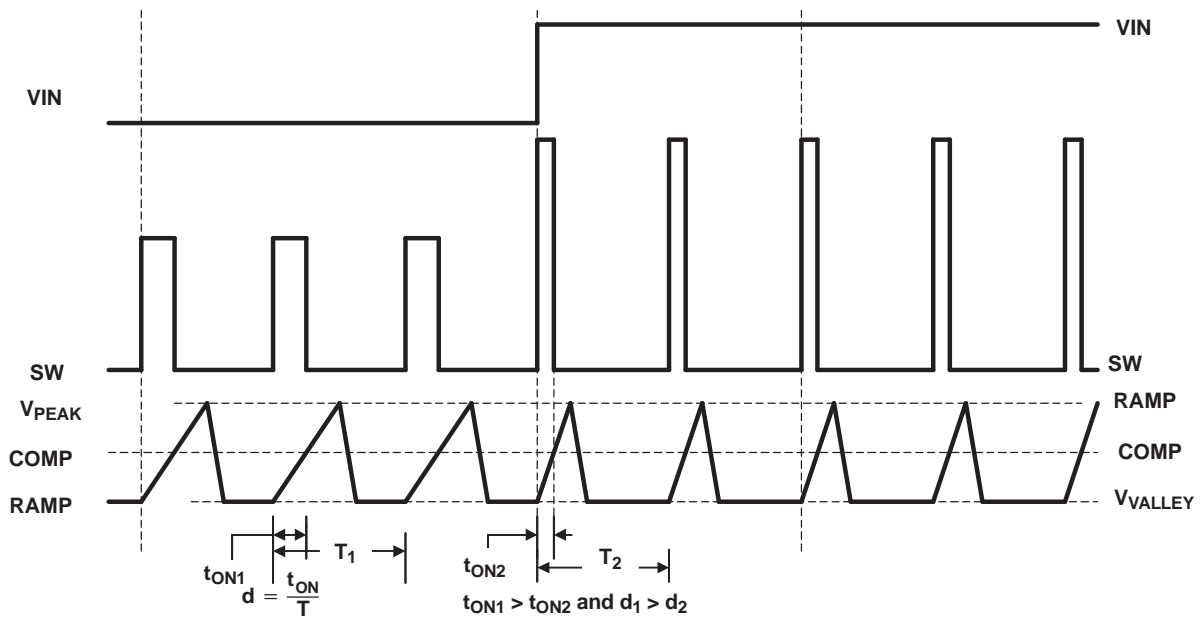 VIN
VIN
SW
SW
VPEAK
RAMP
COMP
COMP
RAMP
VVALLEY
tON1
T1
tON2
T2
d = tON/T
tON1 > tON2 and d1 > d2